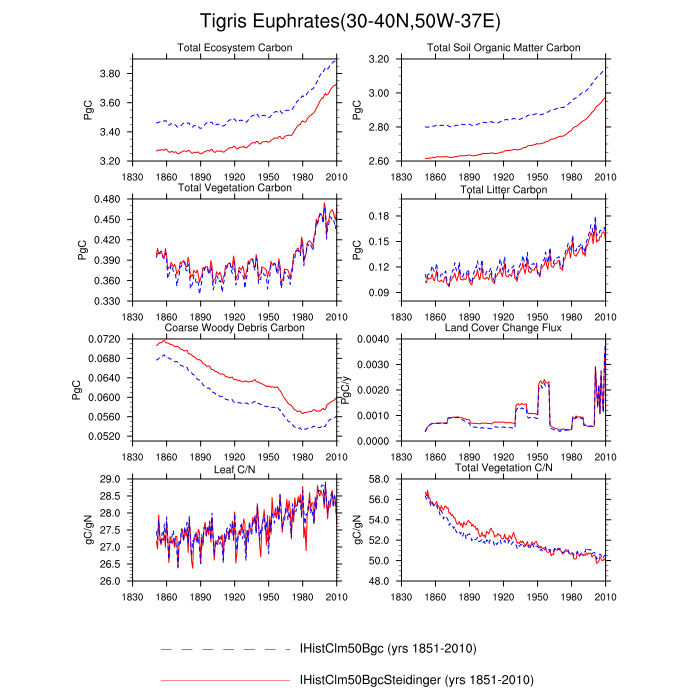 Tigris Euphrates(30-40N,50W-37E)
Total Ecosystem Carbon
Total Soil Organic Matter Carbon
PgC
3.80
3.60
3.40
3.20
1830 1860 1890 1920 1950 1980 2010
PgC
3.20
3.00
2.80
2.60
1830 1860 1890 1920 1950 1980 2010
Total Vegetation Carbon
Total Litter Carbon
PgC
0.480
0.450
0.420
0.390
0.360
0.330
1830 1860 1890 1920 1950 1980 2010
PgC
0.18
0.15
0.12
0.09
1830 1860 1890 1920 1950 1980 2010
Coarse Woody Debris Carbon
Land Cover Change Flux
PgC
0.0720
0.0680
0.0640
0.0600
0.0560
0.0520
1830 1860 1890 1920 1950 1980 2010
PgC/y
0.0040
0.0030
0.0020
0.0010
0.0000
1830 1860 1890 1920 1950 1980 2010
Leaf C/N
Total Vegetation C/N
gC/gN
29.0
28.5
28.0
27.5
27.0
26.5
26.0
1830 1860 1890 1920 1950 1980 2010
gC/gN
58.0
56.0
54.0
52.0
50.0
48.0
1830 1860 1890 1920 1950 1980 2010
IHistClm50Bgc (yrs 1851-2010)
IHistClm50BgcSteidinger (yrs 1851-2010)